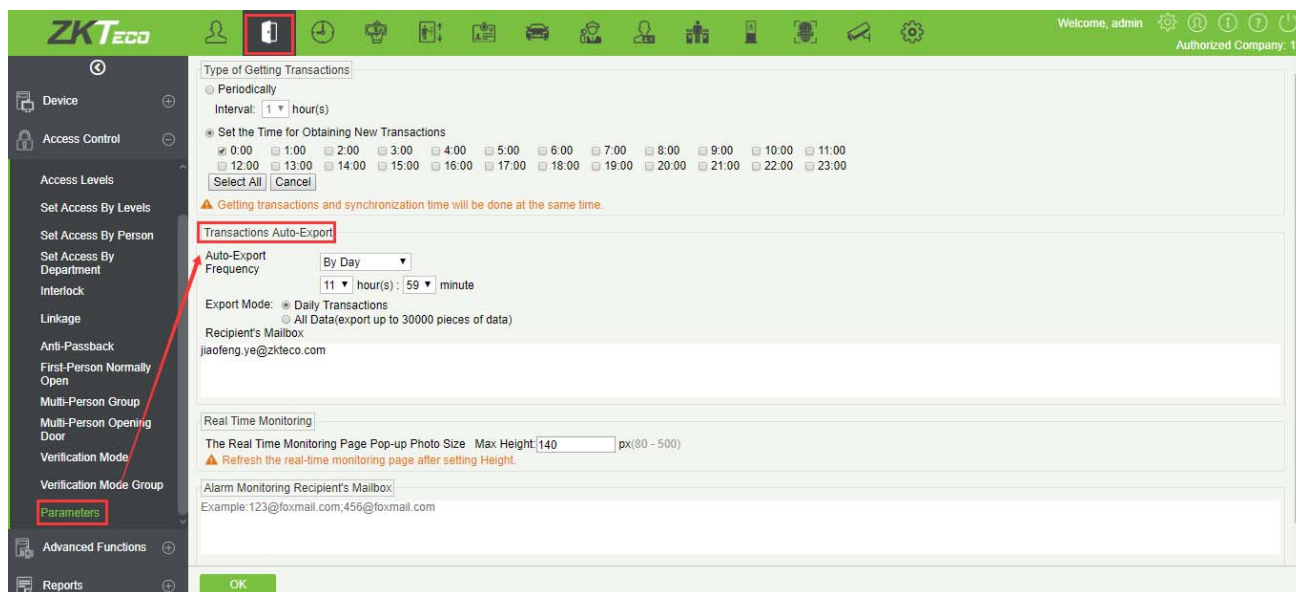 ZKTECO
Welcome, admin
Authorized Company: 1
Device
Access Control
Access Levels
Set Access By Levels
Set Access By Person
Set Access By
Department
Interlock
Linkage
Anti-Passback
First-Person Normally
Open
Multi-Person Group
Multi-Person Opening
Door
Verification Mode
Verification Mode Group
Parameters
Advanced Functions
Reports
Type of Getting Transactions
Periodically
Interval: 1 hour(s)
Set the Time for Obtaining New Transactions
0:00 1:00 2:00 3:00 4:00 5:00 6:00 7:00 8:00 9:00 10:00 11:00
12:00 13:00 14:00 15:00 16:00 17:00 18:00 19:00 20:00 21:00 22:00 23:00
Select All Cancel
Getting transactions and synchronization time will be done at the same time.
Transactions Auto-Export
Auto-Export
Frequency
By Day
11 hour(s) : 59 minute
Export Mode: Daily Transactions
All Data(export up to 30000 pieces of data)
Recipient's Mailbox
jiaofeng.ye@zkteco.com
Real Time Monitoring
The Real Time Monitoring Page Pop-up Photo Size Max Height: 140 px(80 - 500)
Refresh the real-time monitoring page after setting Height.
Alarm Monitoring Recipient's Mailbox
Example:123@foxmail.com;456@foxmail.com
OK